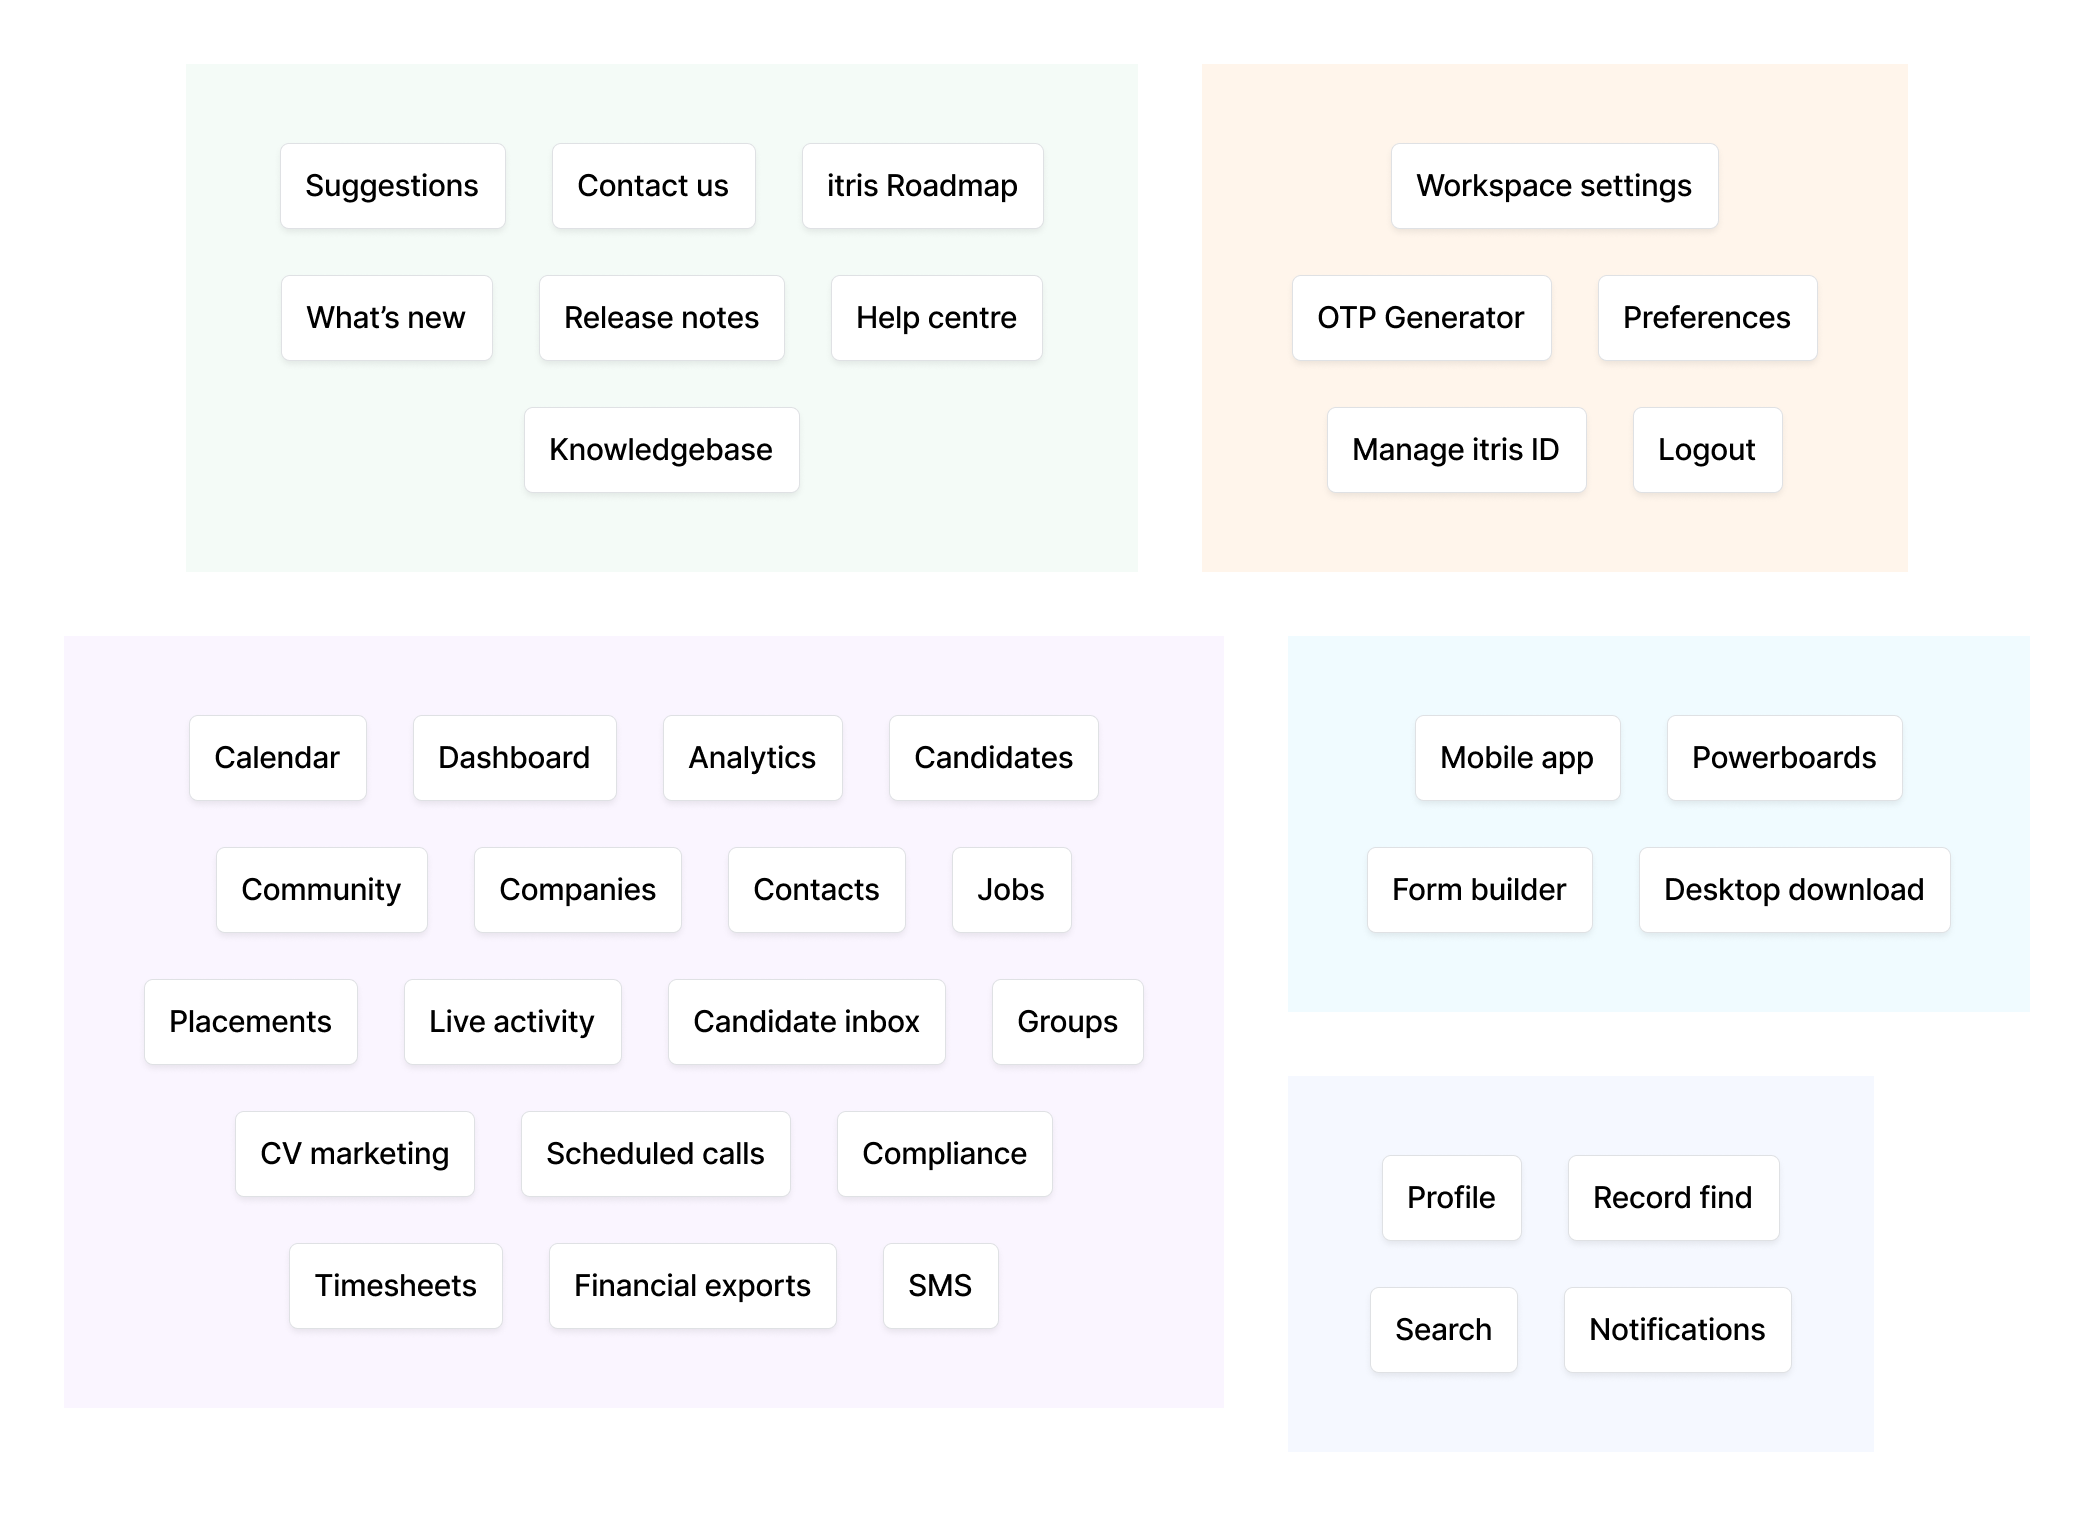 Suggestions
Contact us
itris Roadmap
What’s new
Release notes
Help centre
Knowledgebase
Workspace settings
OTP Generator
Preferences
Manage itris ID
Logout
Calendar
Dashboard
Analytics
Candidates
Community
Companies
Contacts
Jobs
Placements
Live activity
Candidate inbox
Groups
CV marketing
Scheduled calls
Compliance
Timesheets
Financial exports
SMS
Mobile app
Powerboards
Form builder
Desktop download
Profile
Record find
Search
Notifications